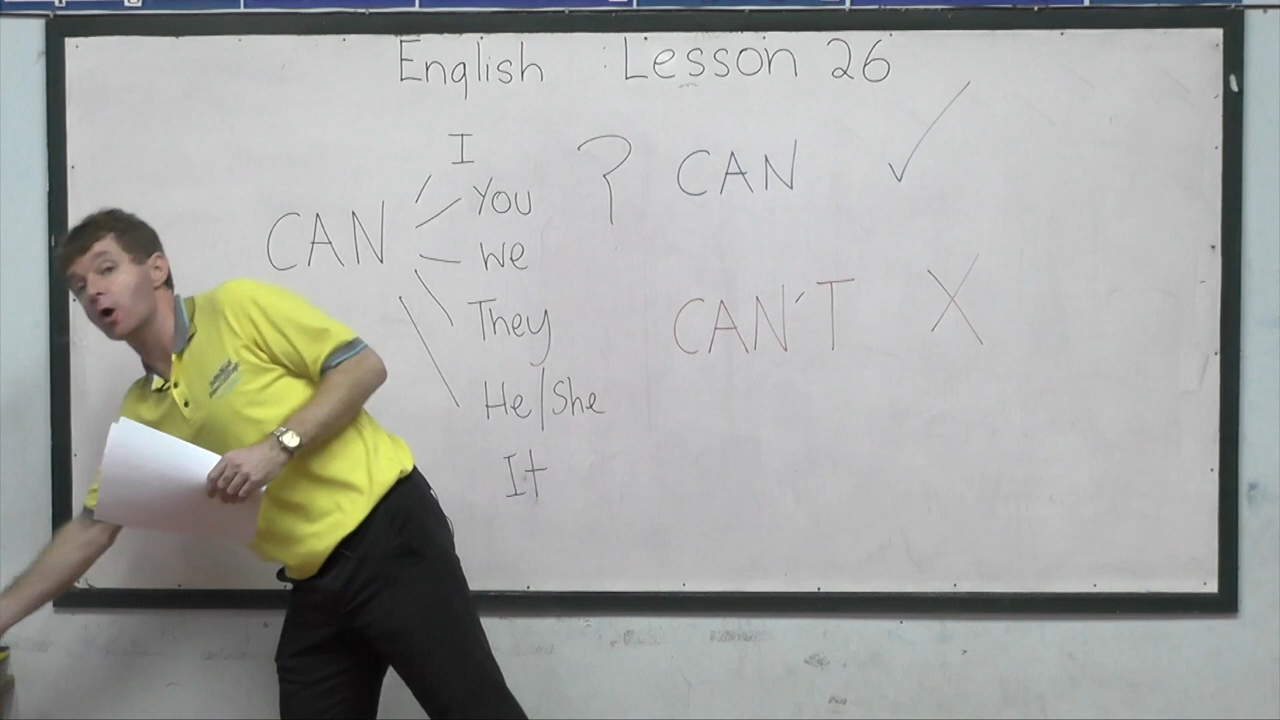 English : Lesson 26
I
You
CAN We ?
They
He/She
It
CAN ✓
CAN'T X